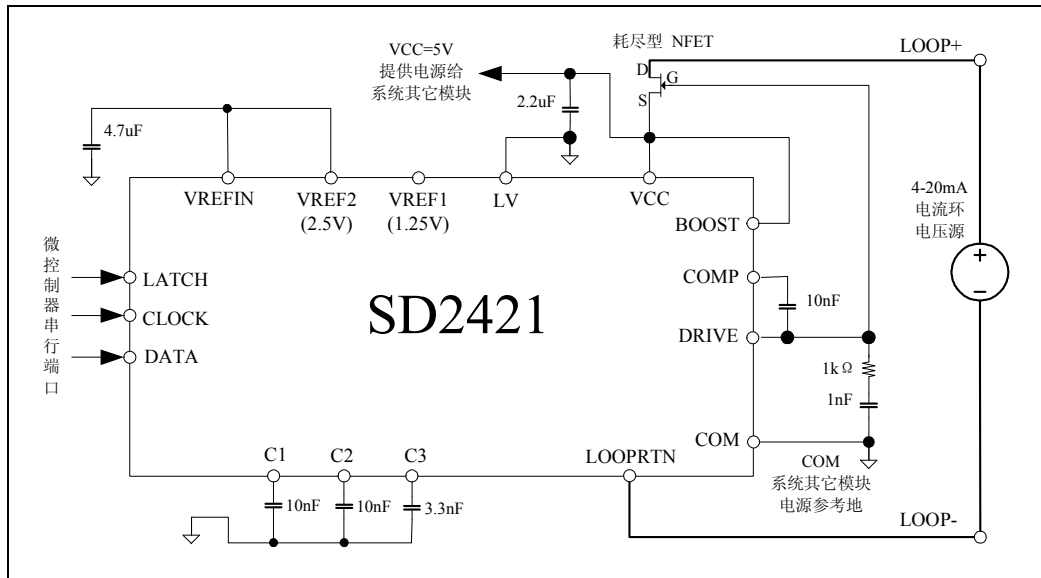 VCC=5V
提供电源给
系统其它模块
耗尽型 NFET
LOOP+
D
G
S
2.2uF
4.7uF
VREFIN
VREF2
(2.5V)
VREF1
(1.25V)
LV
VCC
BOOST
4-20mA
电流环
电压源
微控制器串行端口
LATCH
CLOCK
DATA
SD2421
COMP
10nF
DRIVE
1kΩ
1nF
COM
COM
系统其它模块
电源参考地
C1
C2
C3
LOOPRTN
10nF
10nF
3.3nF
LOOP-